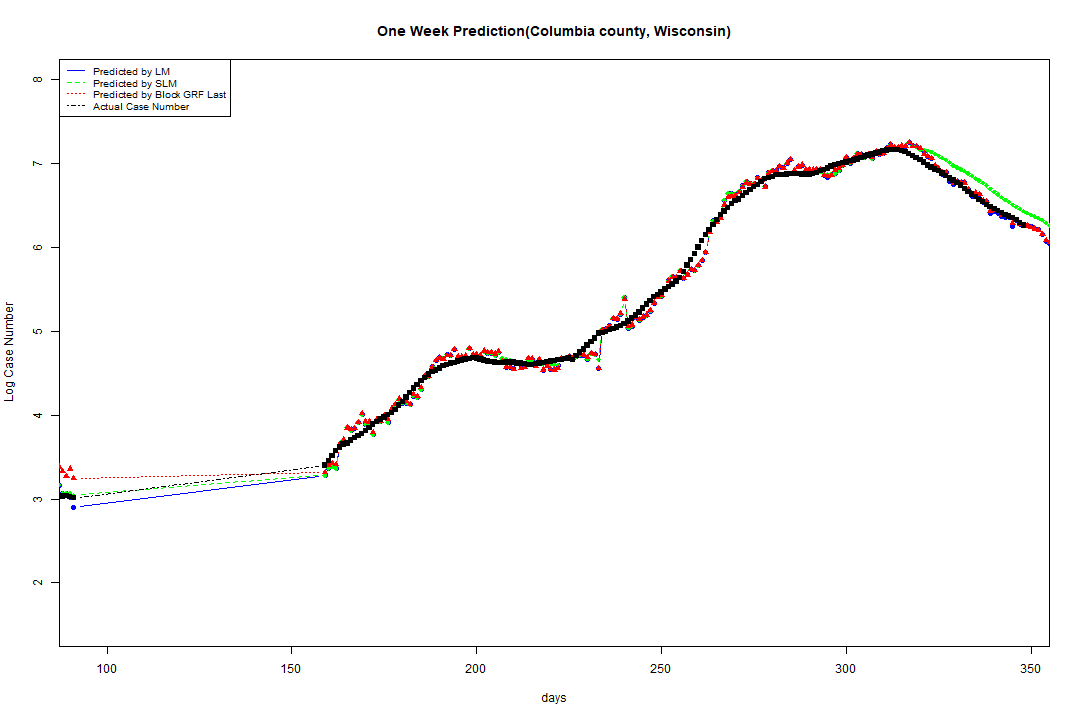 One Week Prediction(Columbia county, Wisconsin)
Predicted by LM
Predicted by SLM
Predicted by Block GRF Last
Actual Case Number
8
7
6
5
4
3
2
Log Case Number
100 150 200 250 300 350
days